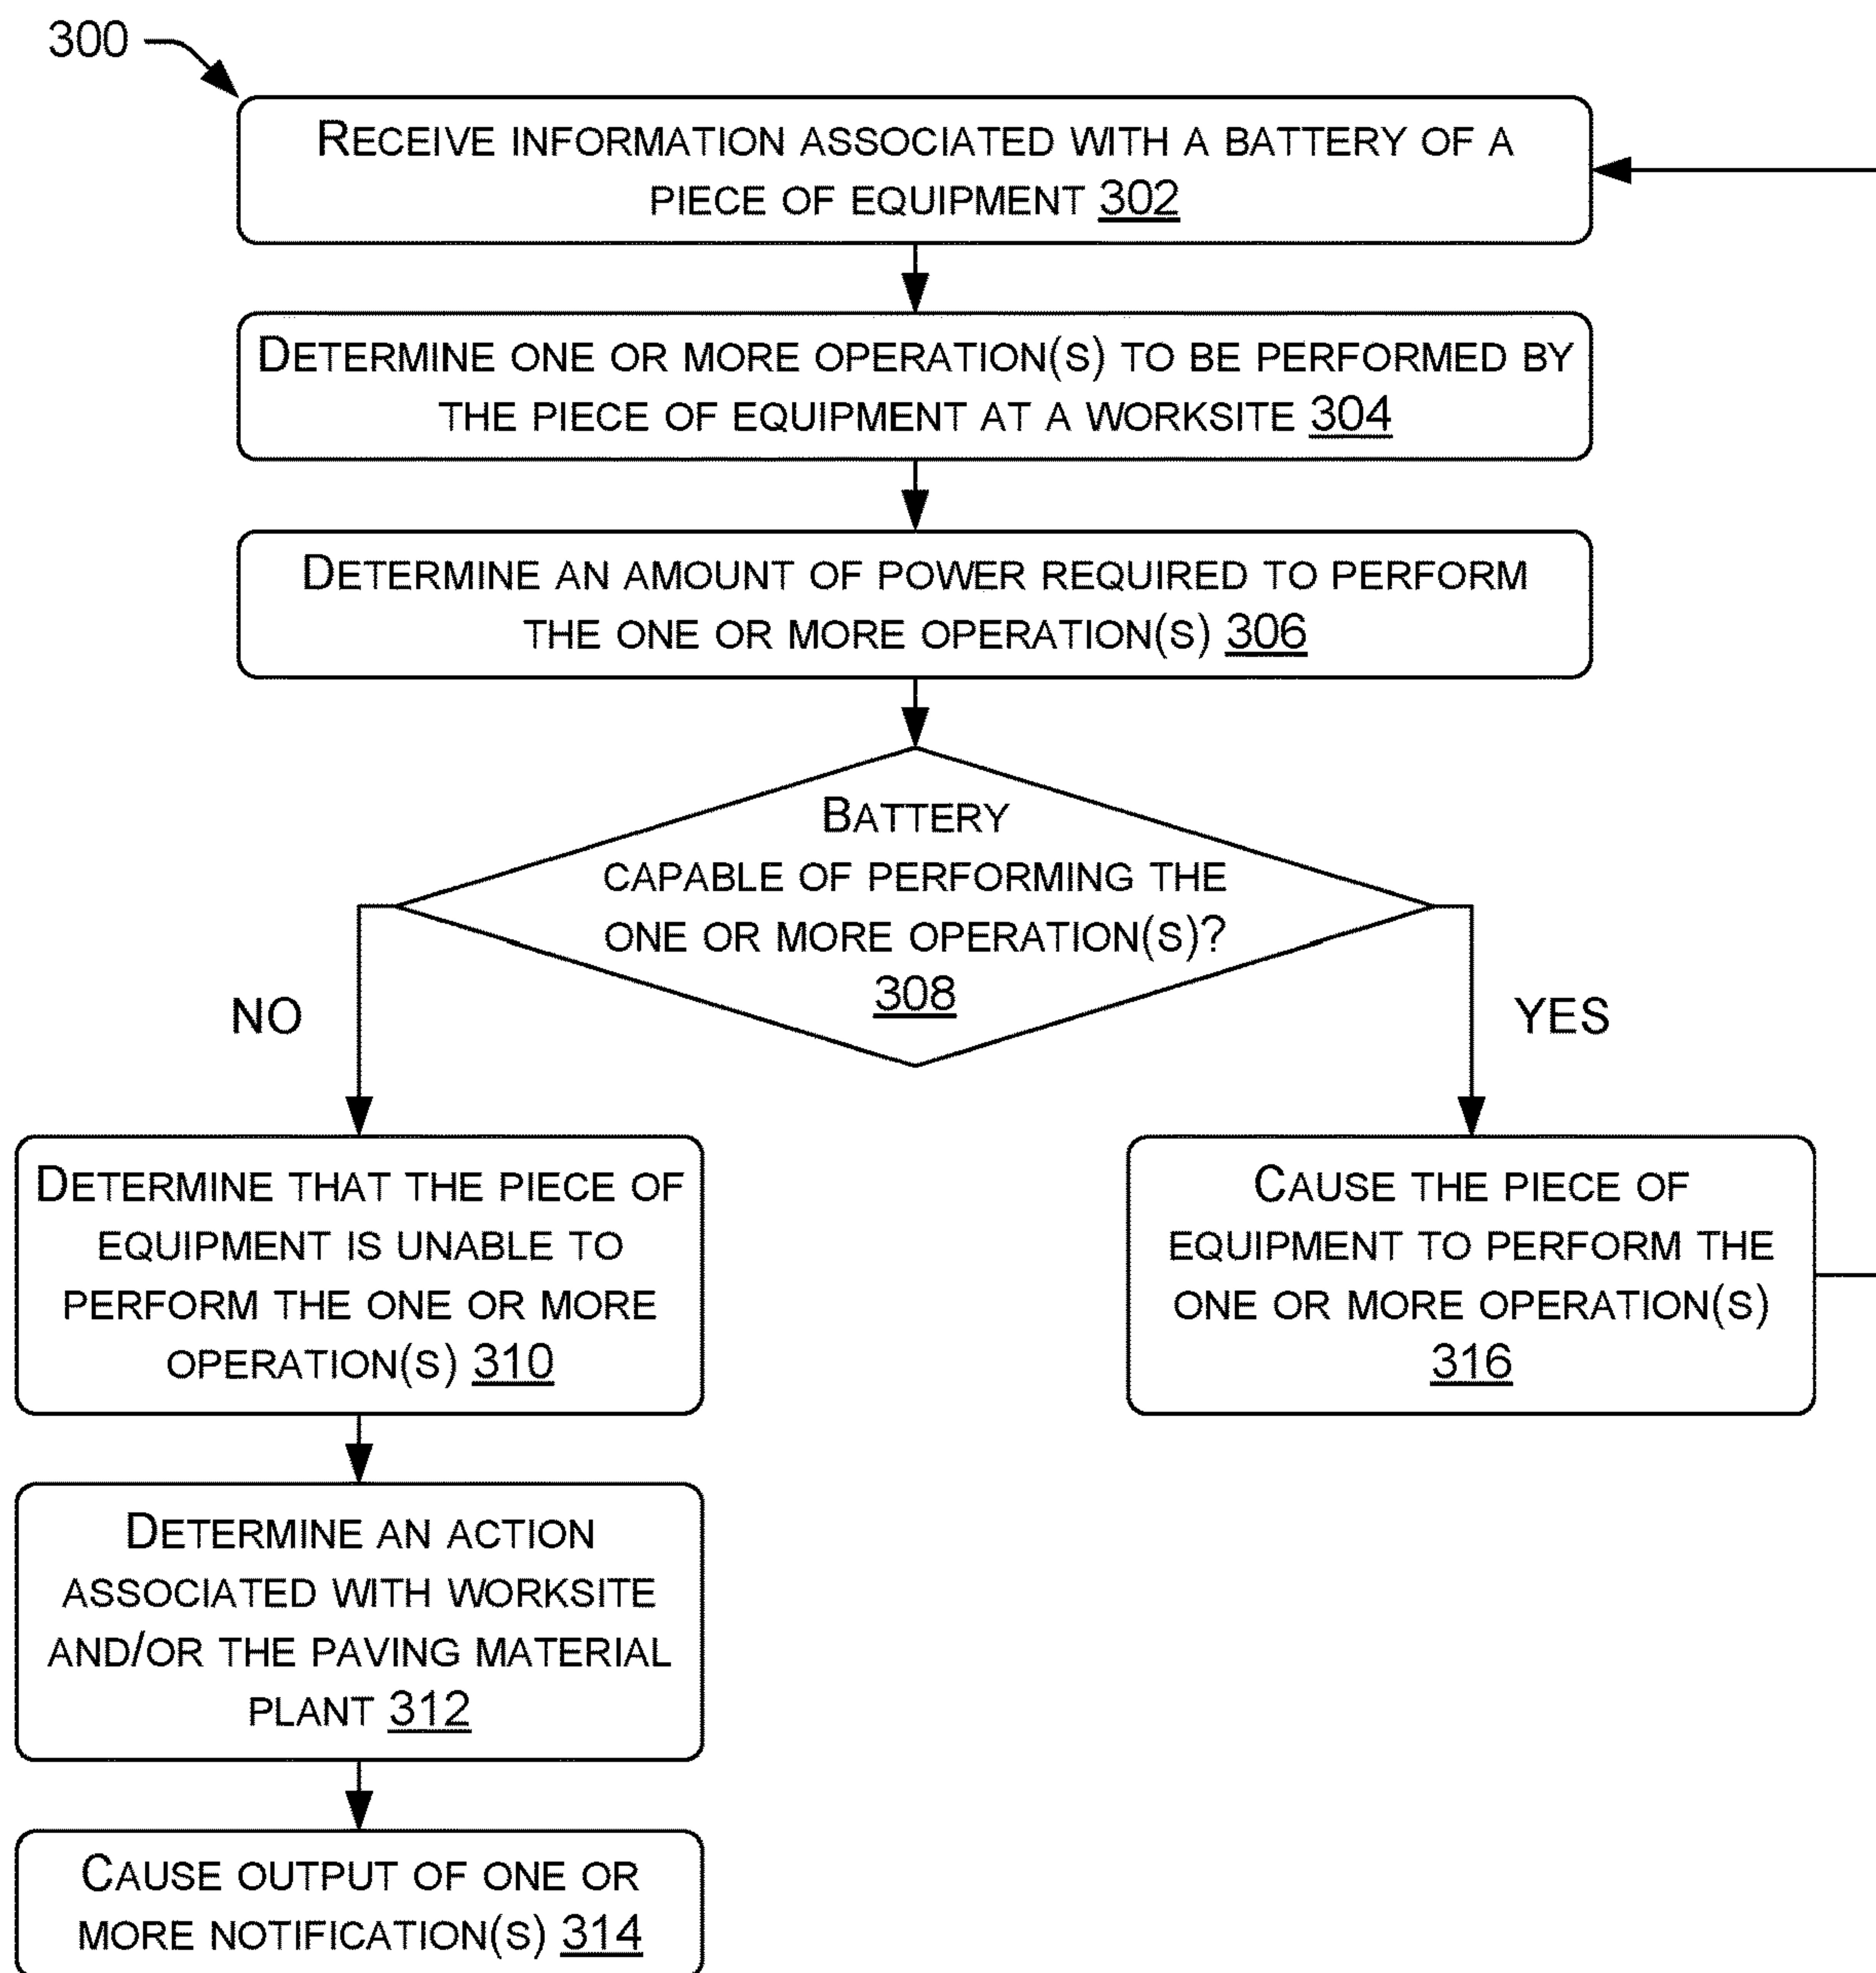 300
RECEIVE INFORMATION ASSOCIATED WITH A BATTERY OF A
PIECE OF EQUIPMENT 302
DETERMINE ONE OR MORE OPERATION(S) TO BE PERFORMED BY
THE PIECE OF EQUIPMENT AT A WORKSITE 304
DETERMINE AN AMOUNT OF POWER REQUIRED TO PERFORM
THE ONE OR MORE OPERATION(S) 306
BATTERY
CAPABLE OF PERFORMING THE
ONE OR MORE OPERATION(S)?
308
NO
YES
DETERMINE THAT THE PIECE OF
EQUIPMENT IS UNABLE TO
PERFORM THE ONE OR MORE
OPERATION(S) 310
CAUSE THE PIECE OF
EQUIPMENT TO PERFORM THE
ONE OR MORE OPERATION(S)
316
DETERMINE AN ACTION
ASSOCIATED WITH WORKSITE
AND/OR THE PAVING MATERIAL
PLANT 312
CAUSE OUTPUT OF ONE OR
MORE NOTIFICATION(S) 314